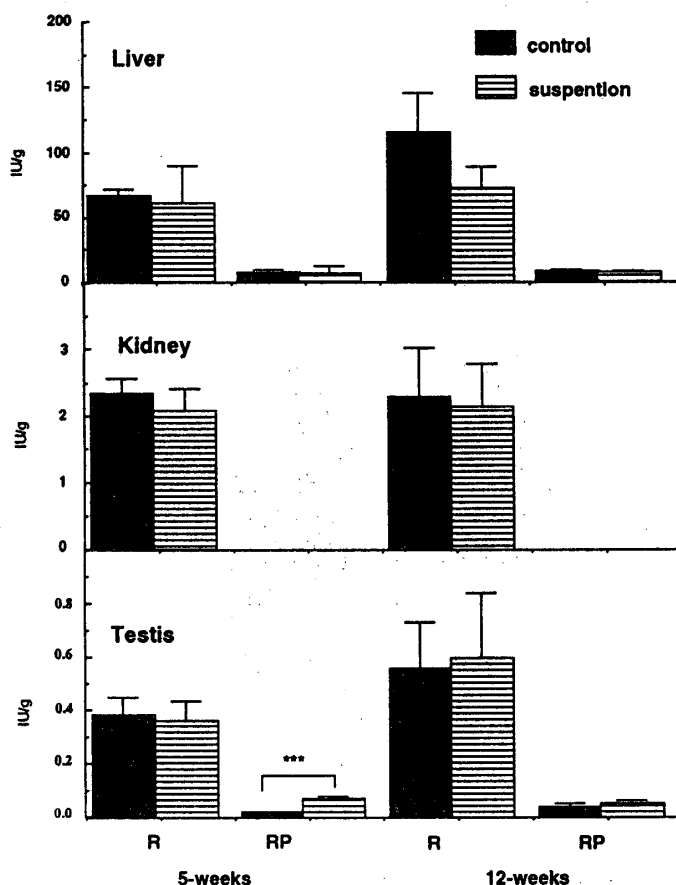 200
Liver
control
suspention
150
100
50
0
IU/g
Kidney
3
2
1
0
IU/g
Testis
0.8
0.6
0.4
0.2
0.0
IU/g
***
R RP R RP
5-weeks 12-weeks